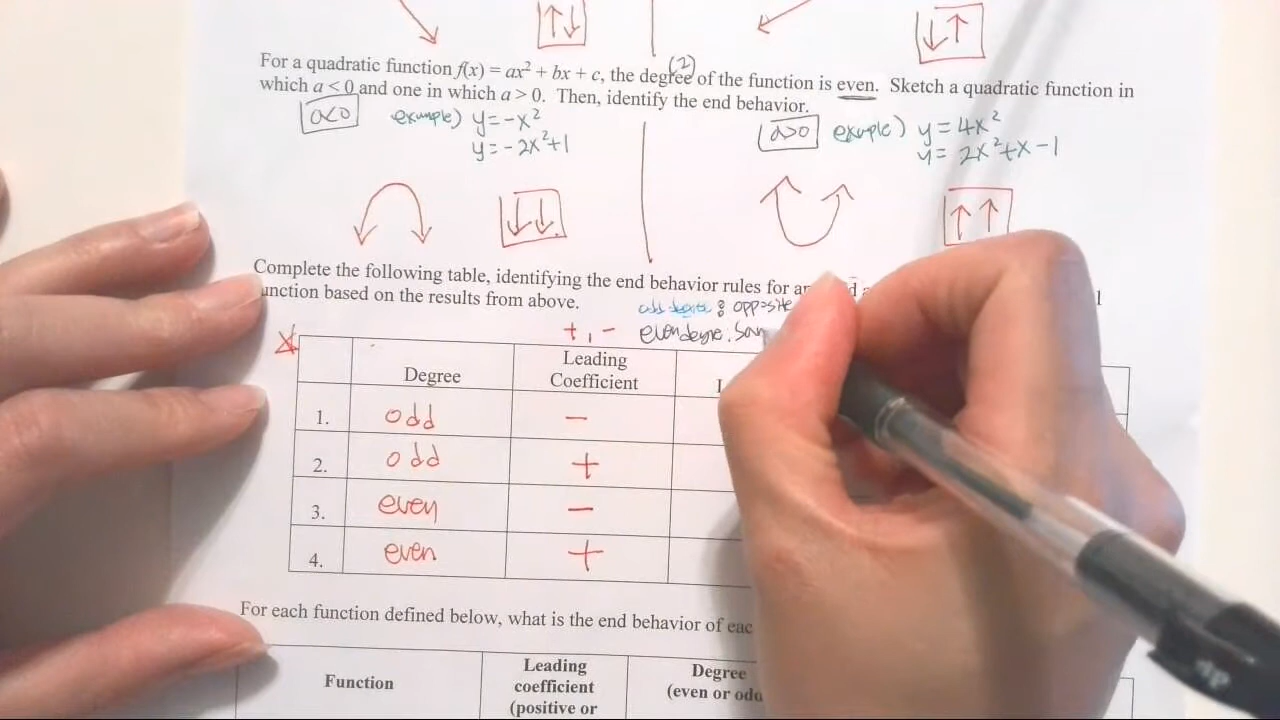 (2)
For a quadratic function f(x) = ax² + bx + c, the degree of the function is even. Sketch a quadratic function in
which a < 0 and one in which a > 0. Then, identify the end behavior.
a<0 example) y=-x²
y=-2x²+1
a>0 example) y=4x²
y=2x²+x-1
Complete the following table, identifying the end behavior rules for
unction based on the results from above.
odd degree: opposite
+, - even degree:
Degree Leading Coefficient
1. odd -
2. odd +
3. even -
4. even +
For each function defined below, what is the end behavior of eac
Function Leading Degree
coefficient (even or odd
(positive or